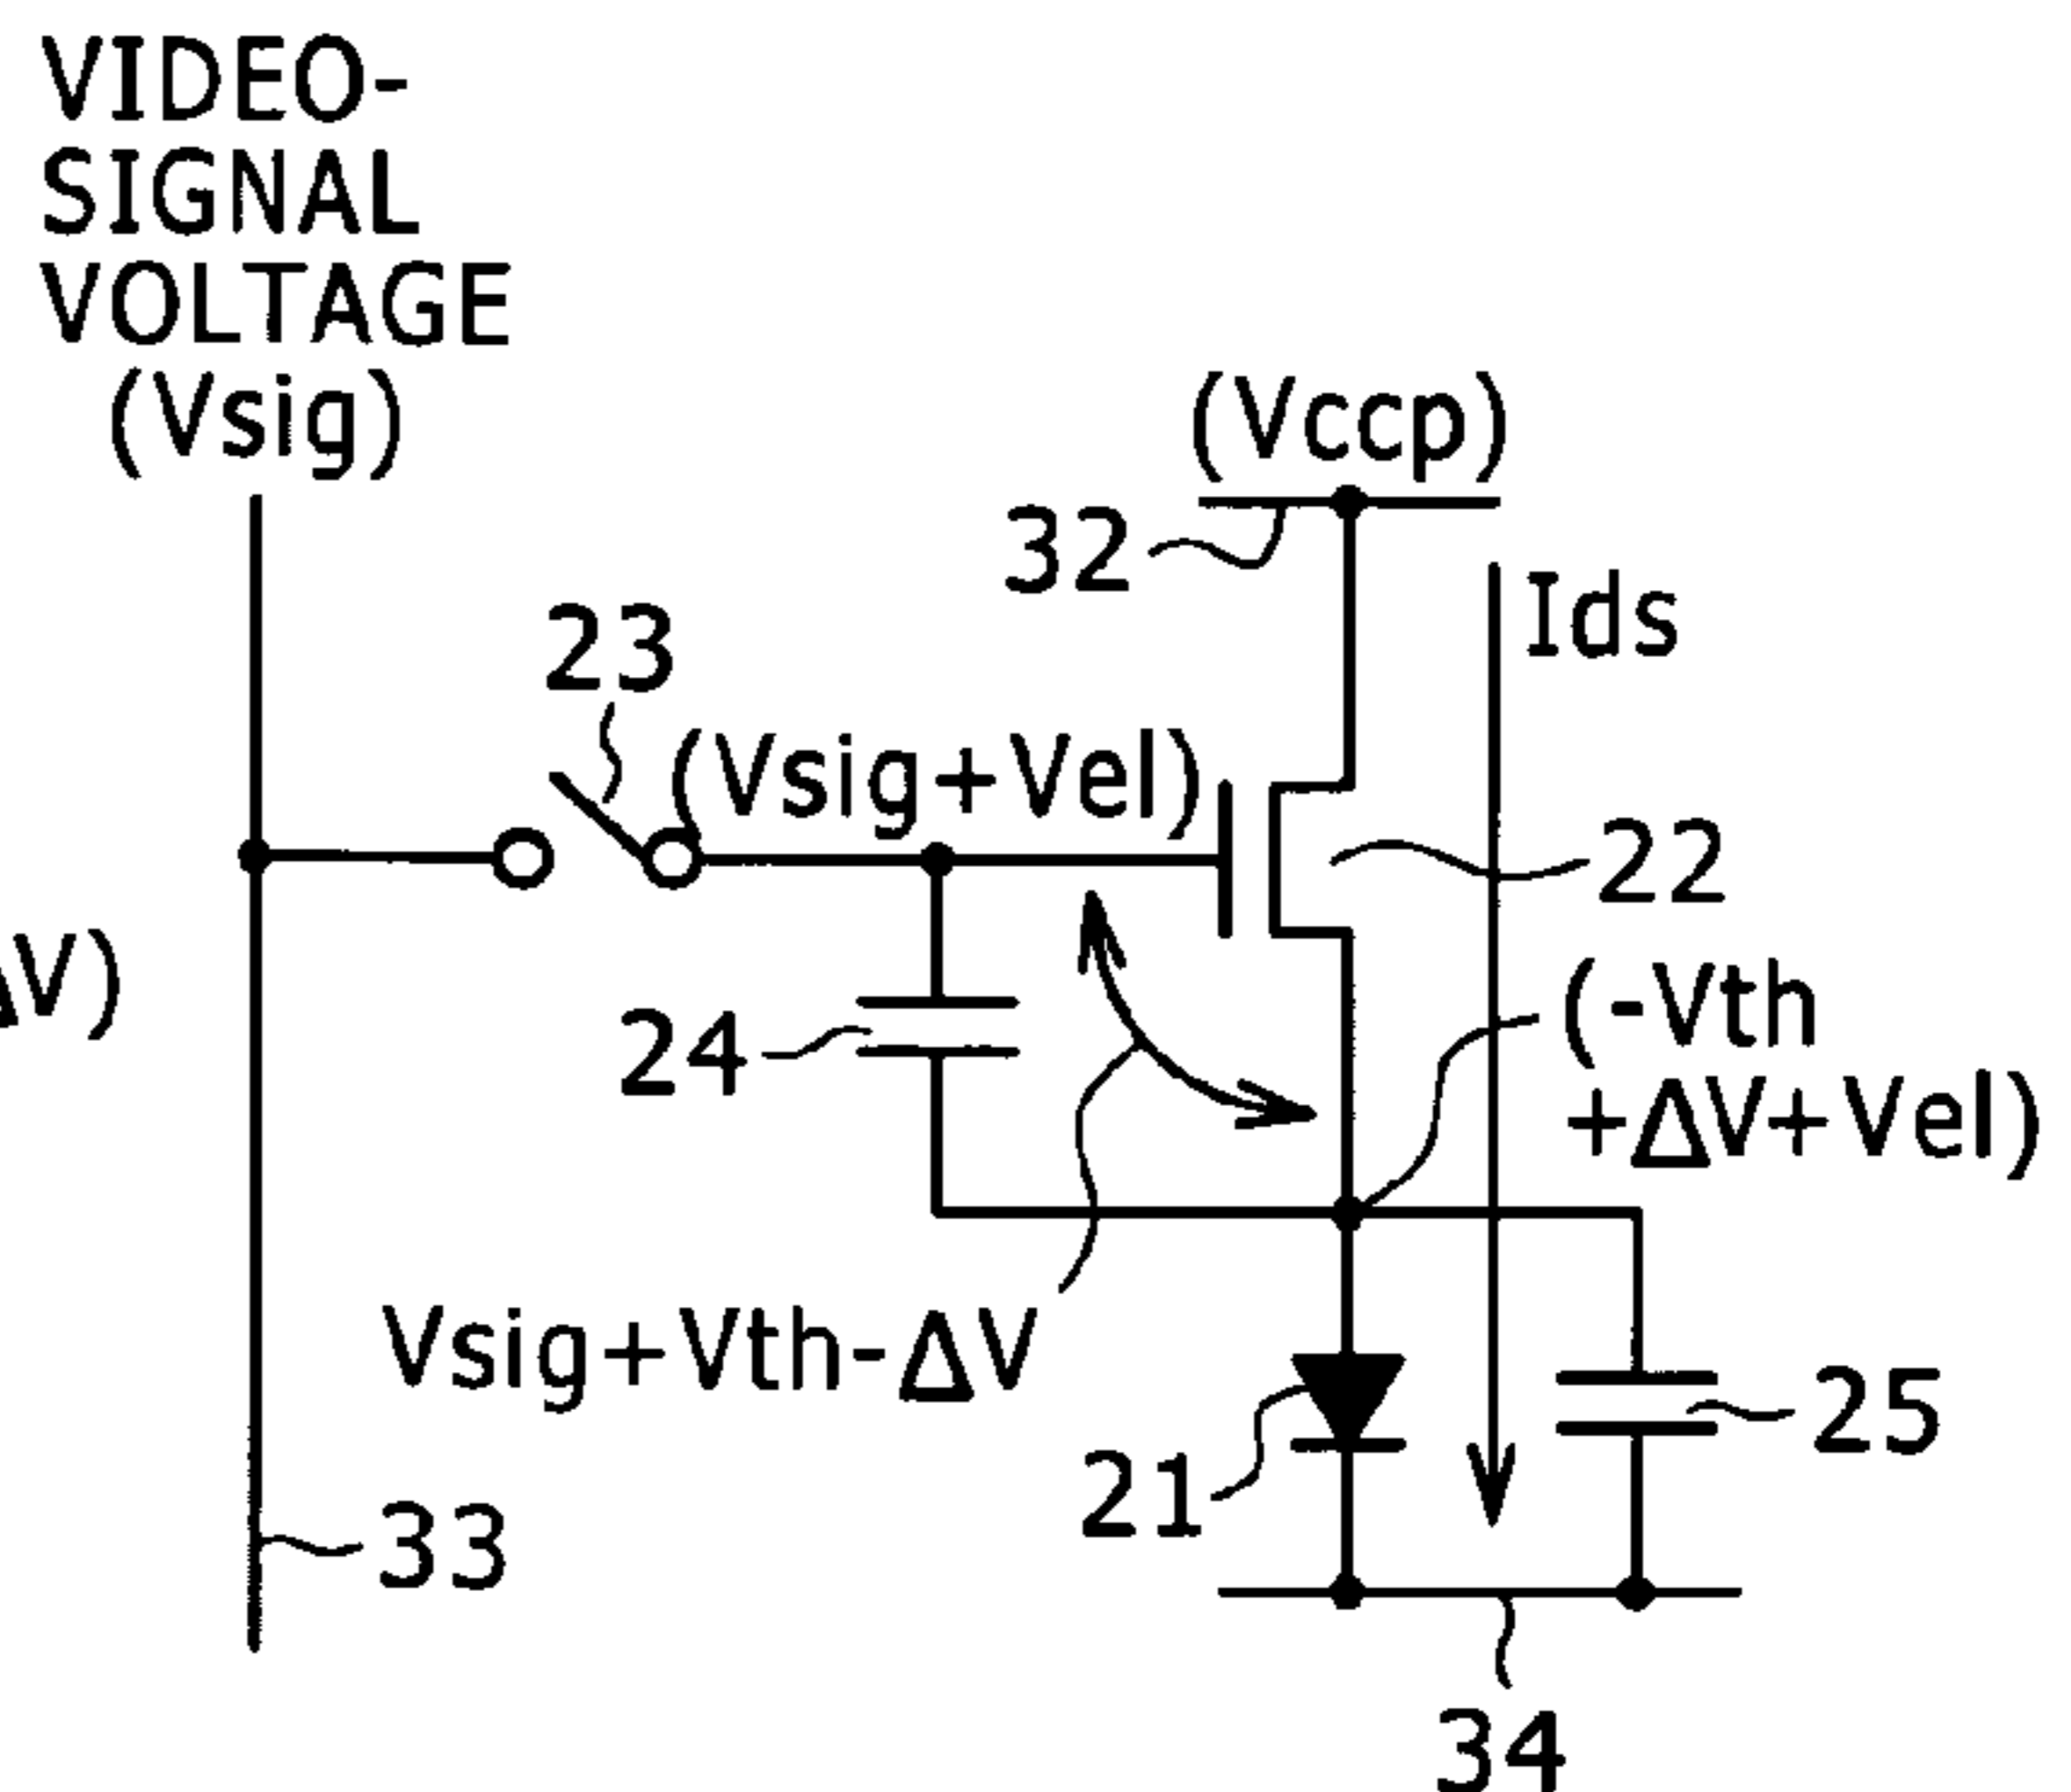 VIDEO-
SIGNAL
VOLTAGE
(Vsig)
(Vccp)
32
Ids
23
(Vsig+Vel)
22
ΔV)
(-Vth
+ΔV+Vel)
24
Vsig+Vth-ΔV
25
21
33
34